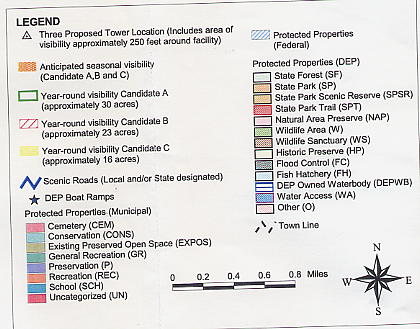 LEGEND
Three Proposed Tower Location (Includes area of
visibility approximately 250 feet around facility)
Anticipated seasonal visibility
(Candidate A,B and C)
Year-round visibility Candidate A
(approximately 30 acres)
Year-round visibility Candidate B
(approximately 23 acres)
Year-round visibility Candidate C
(approximately 16 acres)
Scenic Roads (Local and/or State designated)
DEP Boat Ramps
Protected Properties (Municipal)
Cemetery (CEM)
Conservation (CONS)
Existing Preserved Open Space (EXPOS)
General Recreation (GR)
Preservation (P)
Recreation (REC)
School (SCH)
Uncategorized (UN)
Protected Properties
(Federal)
Protected Properties (DEP)
State Forest (SF)
State Park (SP)
State Park Scenic Reserve (SPSR)
State Park Trail (SPT)
Natural Area Preserve (NAP)
Wildlife Area (W)
Wildlife Sanctuary (WS)
Historic Preserve (HP)
Flood Control (FC)
Fish Hatchery (FH)
DEP Owned Waterbody (DEPWB)
Water Access (WA)
Other (O)
Town Line
0 0.2 0.4 0.6 0.8 Miles
N
W E
S